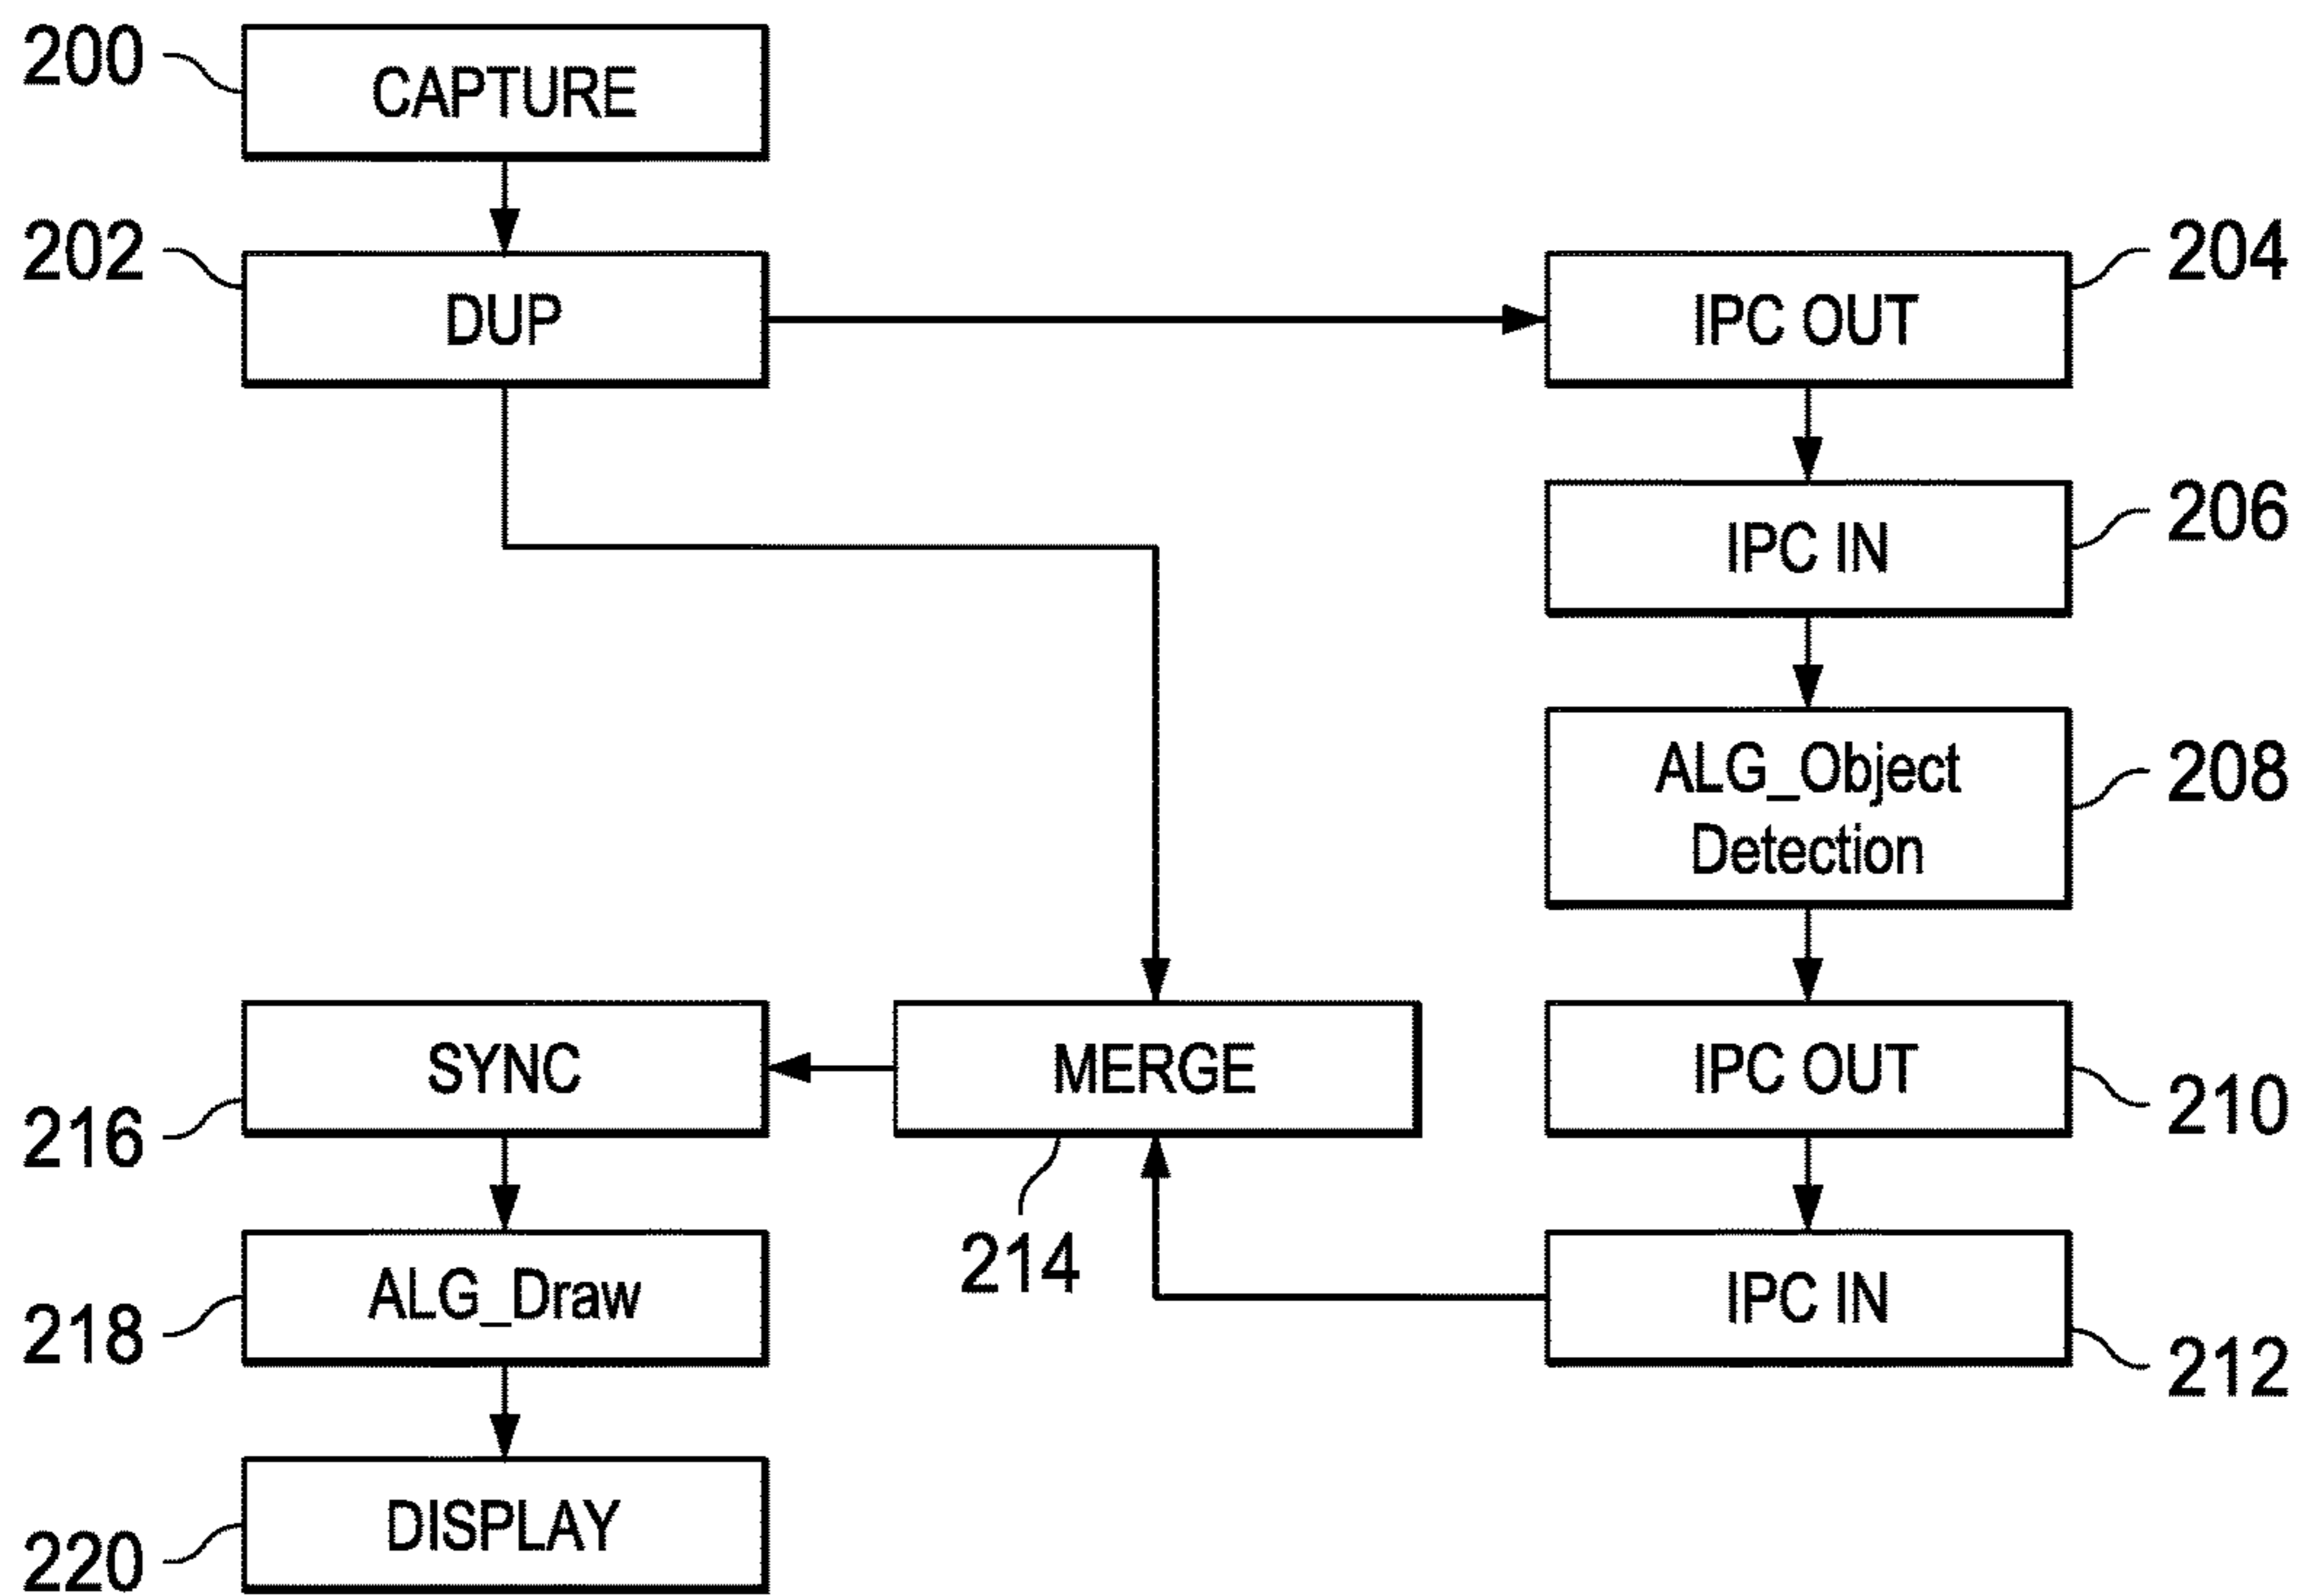 200
CAPTURE
202
DUP
IPC OUT
204
IPC IN
206
ALG_Object
Detection
208
SYNC
216
MERGE
214
IPC OUT
210
ALG_Draw
218
IPC IN
212
DISPLAY
220